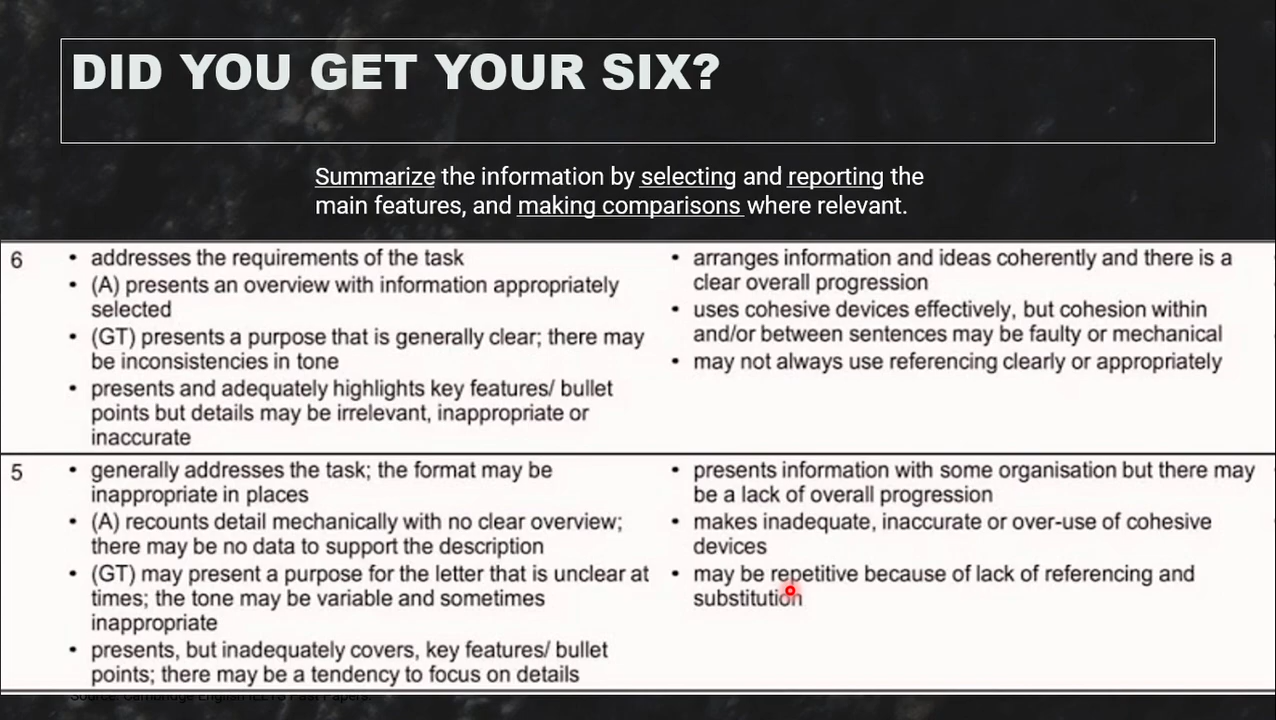 DID YOU GET YOUR SIX?
Summarize the information by selecting and reporting the
main features, and making comparisons where relevant.
6
• addresses the requirements of the task
• (A) presents an overview with information appropriately
selected
• (GT) presents a purpose that is generally clear; there may
be inconsistencies in tone
• presents and adequately highlights key features/ bullet
points but details may be irrelevant, inappropriate or
inaccurate
• arranges information and ideas coherently and there is a
clear overall progression
• uses cohesive devices effectively, but cohesion within
and/or between sentences may be faulty or mechanical
• may not always use referencing clearly or appropriately
5
• generally addresses the task; the format may be
inappropriate in places
• (A) recounts detail mechanically with no clear overview;
there may be no data to support the description
• (GT) may present a purpose for the letter that is unclear at
times; the tone may be variable and sometimes
inappropriate
• presents, but inadequately covers, key features/ bullet
points; there may be a tendency to focus on details
• presents information with some organisation but there may
be a lack of overall progression
• makes inadequate, inaccurate or over-use of cohesive
devices
• may be repetitive because of lack of referencing and
substitution